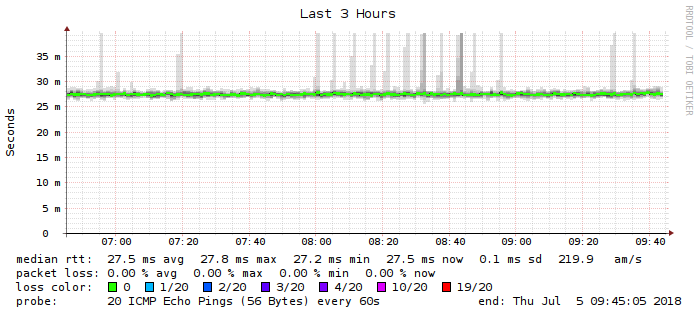 Last 3 Hours
RRDTOOL / TOBI OETIKER
Seconds
35 m
30 m
25 m
20 m
15 m
10 m
5 m
0
07:00 07:20 07:40 08:00 08:20 08:40 09:00 09:20 09:40
median rtt: 27.5 ms avg 27.8 ms max 27.2 ms min 27.5 ms now 0.1 ms sd 219.9 am/s
packet loss: 0.00 % avg 0.00 % max 0.00 % min 0.00 % now
loss color: 0 1/20 2/20 3/20 4/20 10/20 19/20
probe: 20 ICMP Echo Pings (56 Bytes) every 60s end: Thu Jul 5 09:45:05 2018